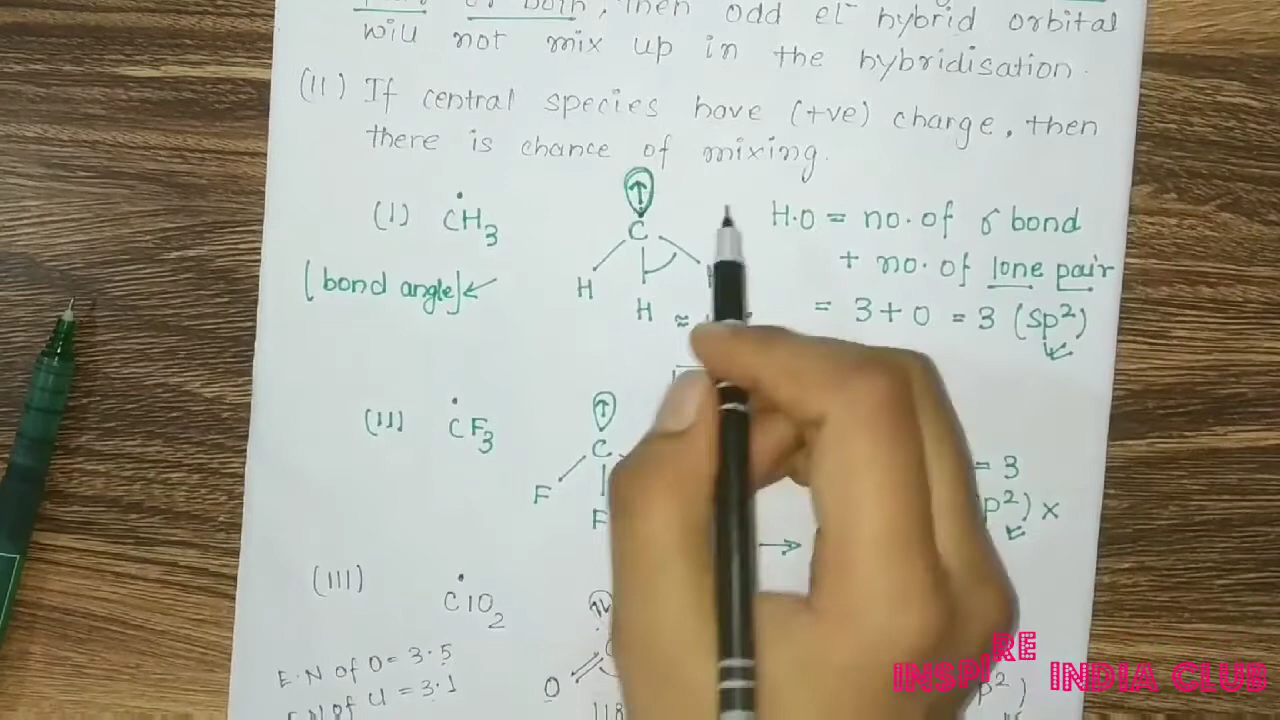 or both, then odd el⁻ hybrid orbital
will not mix up in the hybridisation.
(II) If central species have (+ve) charge, then
there is chance of mixing.
(I) ĊH₃
[bond angle]
C
H
H
≈
H.O = no. of σ bond
+ no. of lone pair
= 3 + 0 = 3 (sp²)
(II) ĊF₃
C
F
F
= 3
p²) ×
(III) ĊlO₂
E.N of O = 3.5
of Cl = 3.1
O
118
p²)
INSPIRE INDIA CLUB